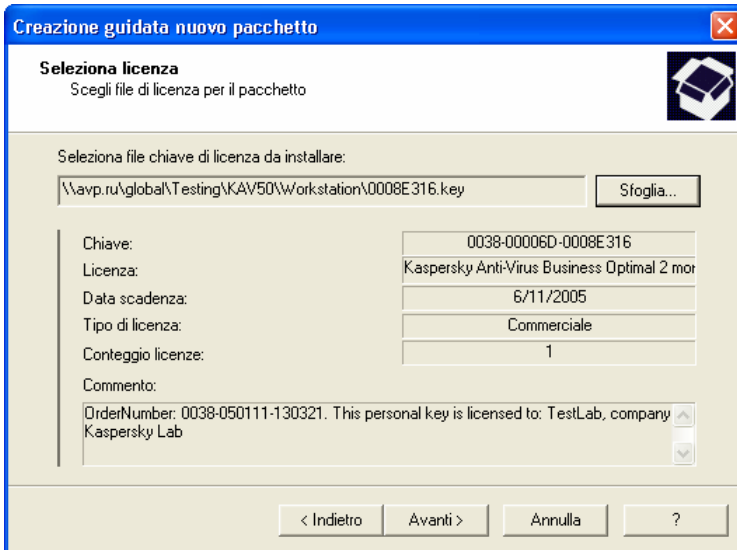 Creazione guidata nuovo pacchetto
Seleziona licenza
Scegli file di licenza per il pacchetto
Seleziona file chiave di licenza da installare:
\\avp.ru\global\Testing\KAV50\Workstation\0008E316.key Sfoglia...
Chiave: 0038-00006D-0008E316
Licenza: Kaspersky Anti-Virus Business Optimal 2 mor
Data scadenza: 6/11/2005
Tipo di licenza: Commerciale
Conteggio licenze: 1
Commento:
OrderNumber: 0038-050111-130321. This personal key is licensed to: TestLab, company
Kaspersky Lab
< Indietro Avanti > Annulla ?